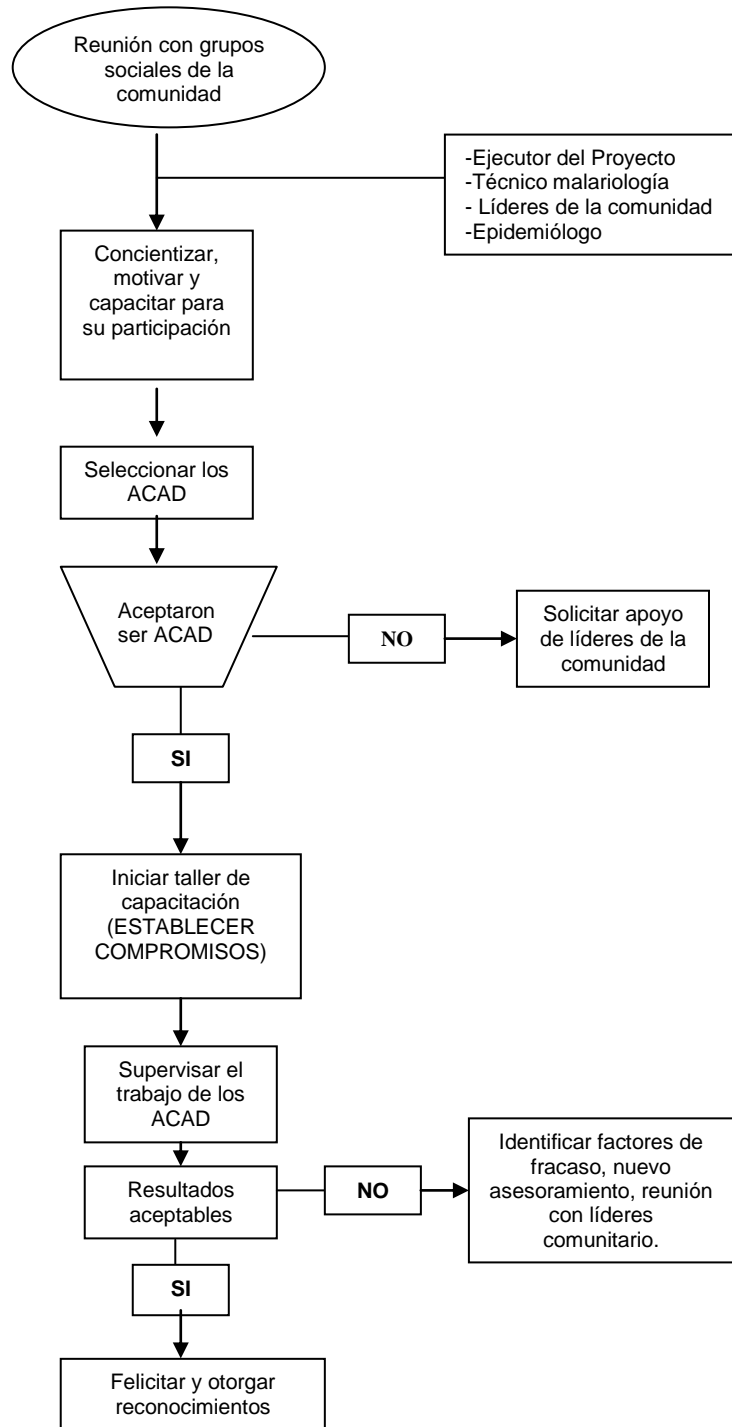 Reunión con grupos
sociales de la
comunidad
-Ejecutor del Proyecto
-Técnico malariología
- Líderes de la comunidad
-Epidemiólogo
Concientizar,
motivar y
capacitar para
su participación
Seleccionar los
ACAD
Aceptaron
ser ACAD
NO
Solicitar apoyo
de líderes de la
comunidad
SI
Iniciar taller de
capacitación
(ESTABLECER
COMPROMISOS)
Supervisar el
trabajo de los
ACAD
Resultados
aceptables
NO
Identificar factores de
fracaso, nuevo
asesoramiento, reunión
con líderes
comunitario.
SI
Felicitar y otorgar
reconocimientos